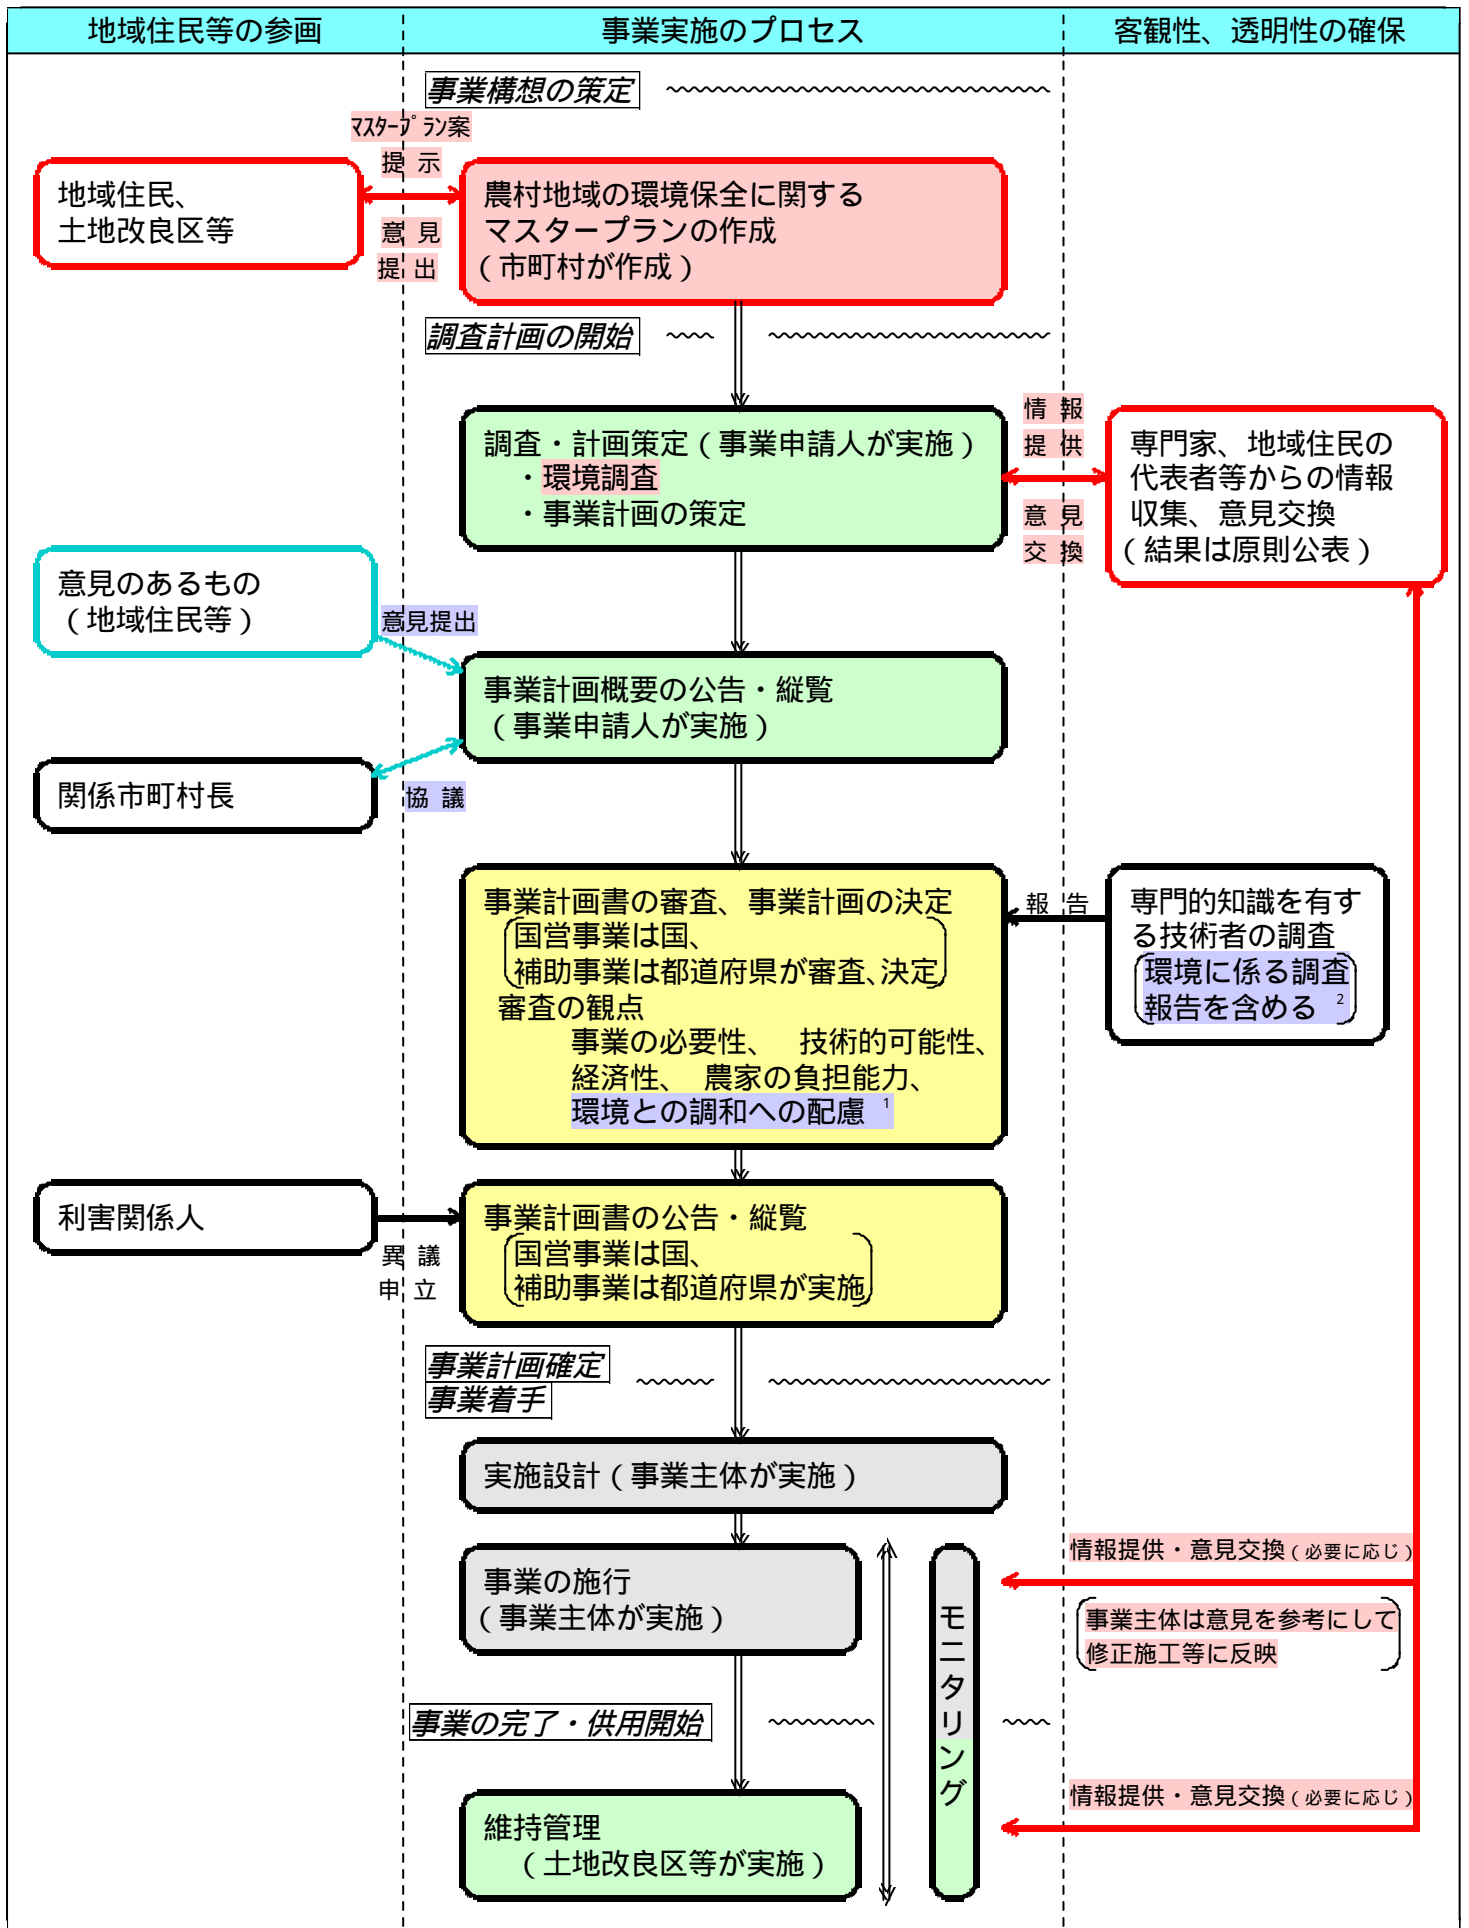 地域住民等の参画
事業実施のプロセス
客観性、透明性の確保
事業構想の策定
マスタープラン案
提示
意見
提出
地域住民、
土地改良区等
農村地域の環境保全に関する
マスタープランの作成
（市町村が作成）
調査計画の開始
調査・計画策定（事業申請人が実施）
・環境調査
・事業計画の策定
情報
提供
意見
交換
専門家、地域住民の
代表者等からの情報
収集、意見交換
（結果は原則公表）
意見のあるもの
（地域住民等）
意見提出
事業計画概要の公告・縦覧
（事業申請人が実施）
関係市町村長
協議
事業計画書の審査、事業計画の決定
国営事業は国、
補助事業は都道府県が審査、決定
審査の観点
事業の必要性、　技術的可能性、
経済性、　農家の負担能力、
環境との調和への配慮 1
報告
専門的知識を有す
る技術者の調査
環境に係る調査
報告を含める 2
利害関係人
異議
申立
事業計画書の公告・縦覧
国営事業は国、
補助事業は都道府県が実施
事業計画確定
事業着手
実施設計（事業主体が実施）
事業の施行
（事業主体が実施）
モニタリング
情報提供・意見交換（必要に応じ）
事業主体は意見を参考にして
修正施工等に反映
事業の完了・供用開始
情報提供・意見交換（必要に応じ）
維持管理
（土地改良区等が実施）